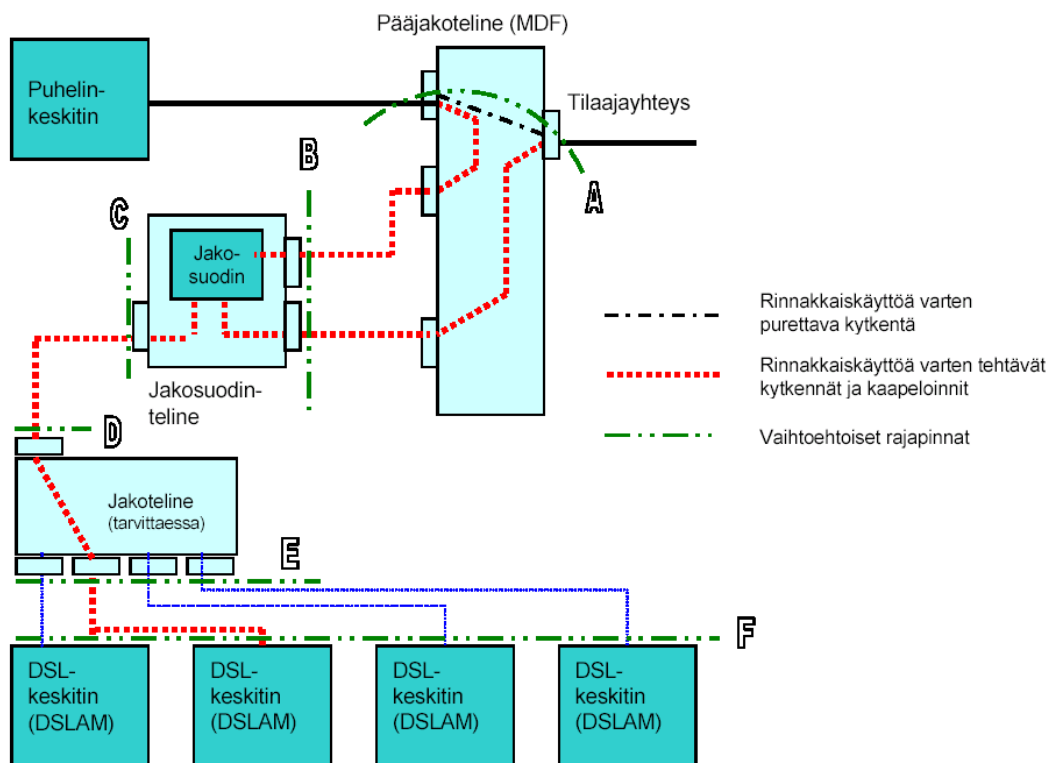 Pääjakoteline (MDF)
Puhelin-
keskitin
Tilaajayhteys
B
A
C
Jako-
suodin
Rinnakkaiskäyttöä varten
purettava kytkentä
Rinnakkaiskäyttöä varten tehtävät
kytkennät ja kaapeloinnit
Jakosuodin-
teline
D
Vaihtoehtoiset rajapinnat
Jakoteline
(tarvittaessa)
E
F
DSL-
keskitin
(DSLAM)
DSL-
keskitin
(DSLAM)
DSL-
keskitin
(DSLAM)
DSL-
keskitin
(DSLAM)